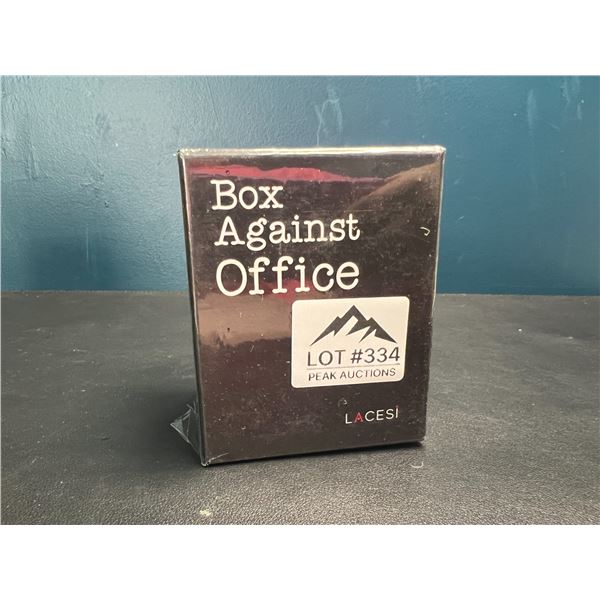 Box
Against
Office
LOT #334
PEAK AUCTIONS
LACESI